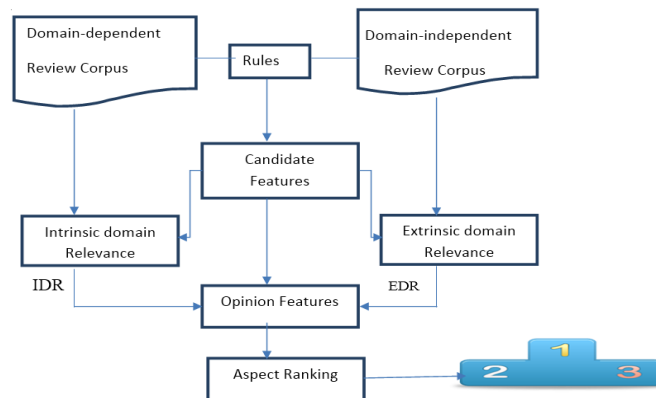 Domain-dependent
Review Corpus
Rules
Domain-independent
Review Corpus
Candidate
Features
Intrinsic domain
Relevance
Extrinsic domain
Relevance
IDR
EDR
Opinion Features
Aspect Ranking
1
2
3